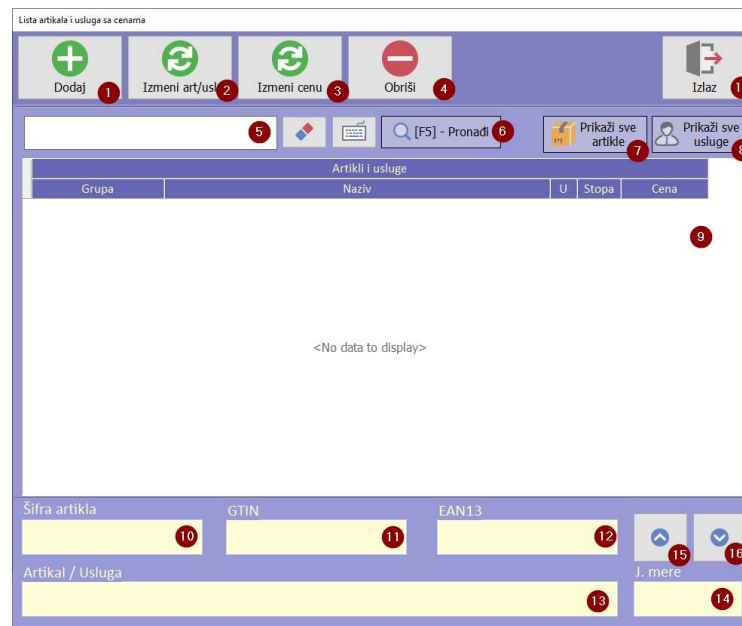 Lista artikala i usluga sa cenama
Dodaj 1
Izmeni art/usl 2
Izmeni cenu 3
Obriši 4
Izlaz
5
[F5] - Pronađi 6
Prikaži sve
artikle 7
Prikaži sve
usluge 8
Artikli i usluge
Grupa Naziv U Stopa Cena
9
<No data to display>
Šifra artikla GTIN EAN13
10 11 12
15 16
Artikal / Usluga J. mere
13 14